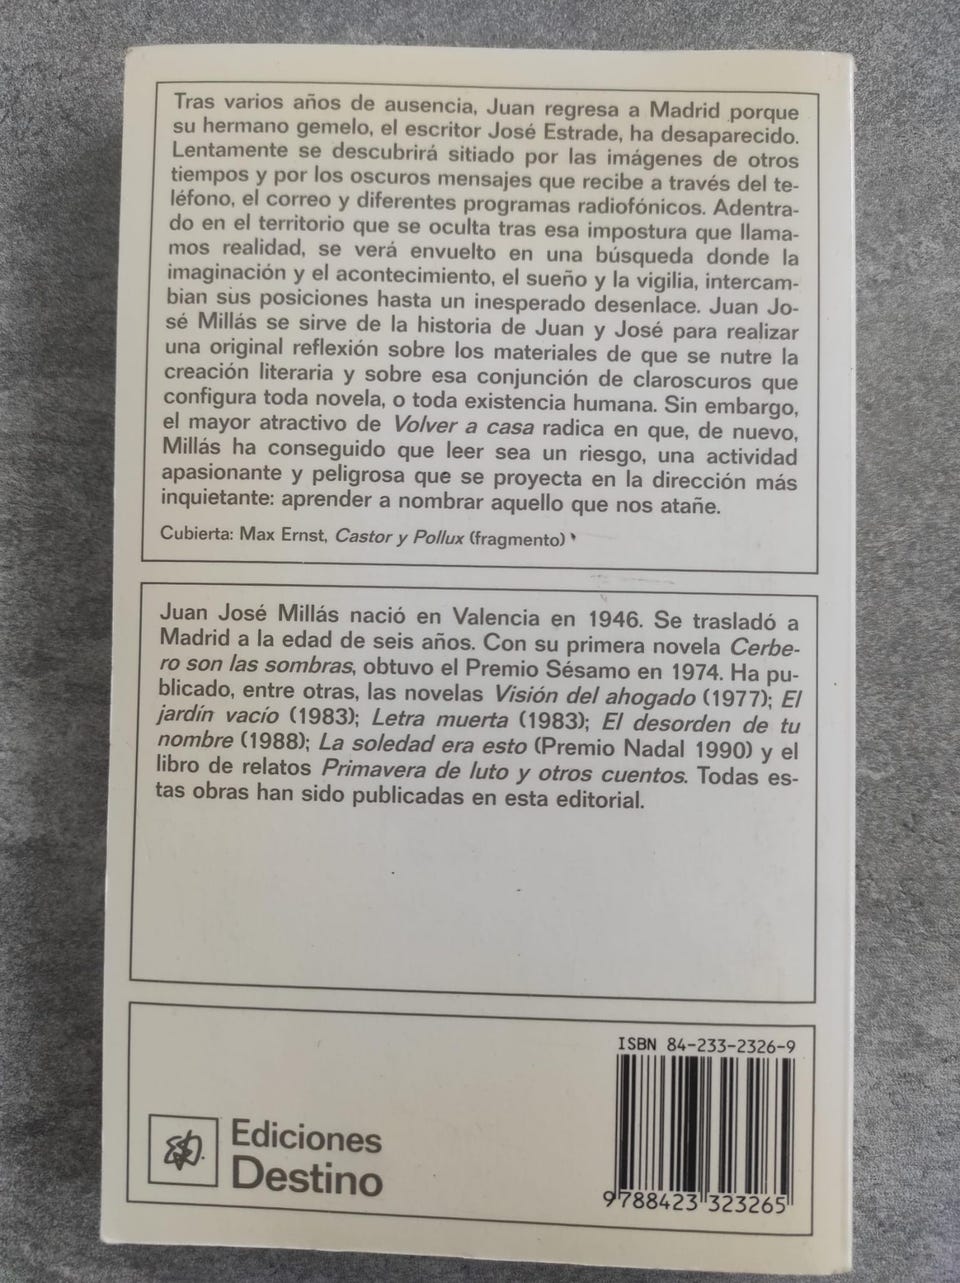 Tras varios años de ausencia, Juan regresa a Madrid porque
su hermano gemelo, el escritor José Estrade, ha desaparecido.
Lentamente se descubrirá sitiado por las imágenes de otros
tiempos y por los oscuros mensajes que recibe a través del te-
léfono, el correo y diferentes programas radiofónicos. Adentra-
do en el territorio que se oculta tras esa impostura que llama-
mos realidad, se verá envuelto en una búsqueda donde la
imaginación y el acontecimiento, el sueño y la vigilia, intercam-
bian sus posiciones hasta un inesperado desenlace. Juan Jo-
sé Millás se sirve de la historia de Juan y José para realizar
una original reflexión sobre los materiales de que se nutre la
creación literaria y sobre esa conjunción de claroscuros que
configura toda novela, o toda existencia humana. Sin embargo,
el mayor atractivo de Volver a casa radica en que, de nuevo,
Millás ha conseguido que leer sea un riesgo, una actividad
apasionante y peligrosa que se proyecta en la dirección más
inquietante: aprender a nombrar aquello que nos atañe.
Cubierta: Max Ernst, Castor y Pollux (fragmento)
Juan José Millás nació en Valencia en 1946. Se trasladó a
Madrid a la edad de seis años. Con su primera novela Cerbe-
ro son las sombras, obtuvo el Premio Sésamo en 1974. Ha pu-
blicado, entre otras, las novelas Visión del ahogado (1977); El
jardín vacío (1983); Letra muerta (1983); El desorden de tu
nombre (1988); La soledad era esto (Premio Nadal 1990) y el
libro de relatos Primavera de luto y otros cuentos. Todas es-
tas obras han sido publicadas en esta editorial.
ISBN 84-233-2326-9
9788423323265
Ediciones
Destino